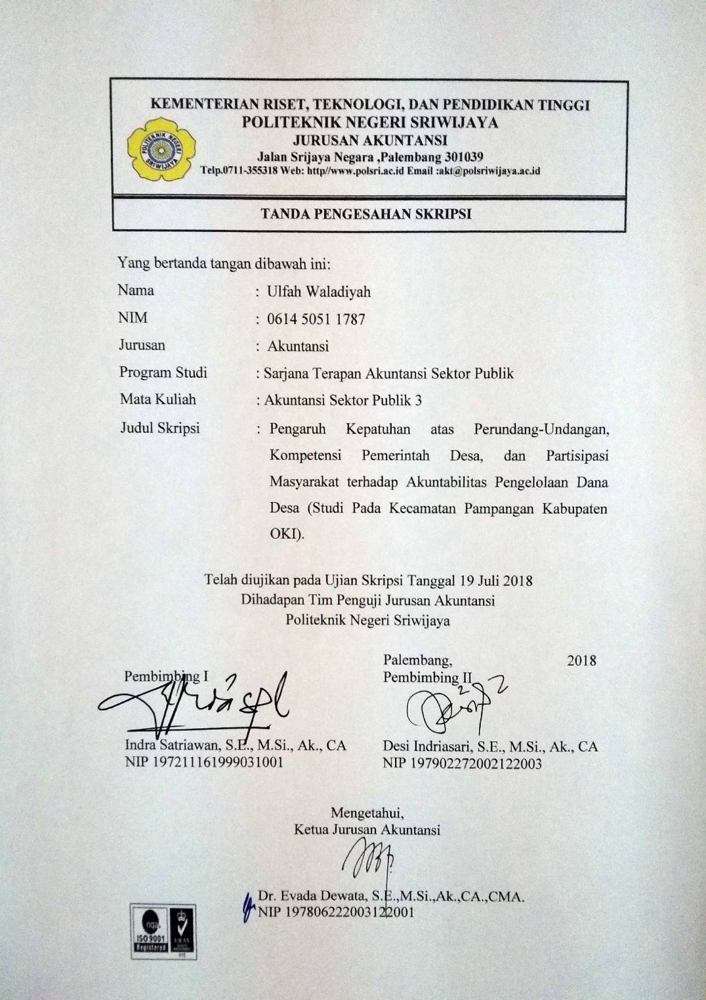 KEMENTERIAN RISET, TEKNOLOGI, DAN PENDIDIKAN TINGGI
POLITEKNIK NEGERI SRIWIJAYA
JURUSAN AKUNTANSI
Jalan Srijaya Negara ,Palembang 301039
Telp.0711-355318 Web: http//www.polsri.ac.id Email :akt@polsriwijaya.ac.id
POLITEKNIK NEGERI
SRIWIJAYA
TANDA PENGESAHAN SKRIPSI
Yang bertanda tangan dibawah ini:
Nama : Ulfah Waladiyah
NIM : 0614 5051 1787
Jurusan : Akuntansi
Program Studi : Sarjana Terapan Akuntansi Sektor Publik
Mata Kuliah : Akuntansi Sektor Publik 3
Judul Skripsi : Pengaruh Kepatuhan atas Perundang-Undangan,
Kompetensi Pemerintah Desa, dan Partisipasi
Masyarakat terhadap Akuntabilitas Pengelolaan Dana
Desa (Studi Pada Kecamatan Pampangan Kabupaten
OKI).
Telah diujikan pada Ujian Skripsi Tanggal 19 Juli 2018
Dihadapan Tim Penguji Jurusan Akuntansi
Politeknik Negeri Sriwijaya
Palembang, 2018
Pembimbing I Pembimbing II
Indra Satriawan, S.E., M.Si., Ak., CA Desi Indriasari, S.E., M.Si., Ak., CA
NIP 197211161999031001 NIP 197902272002122003
Mengetahui,
Ketua Jurusan Akuntansi
Dr. Evada Dewata, S.E.,M.Si.,Ak.,CA.,CMA.
NIP 197806222003122001
nqa.
ISO 9001
Registered
UKAS